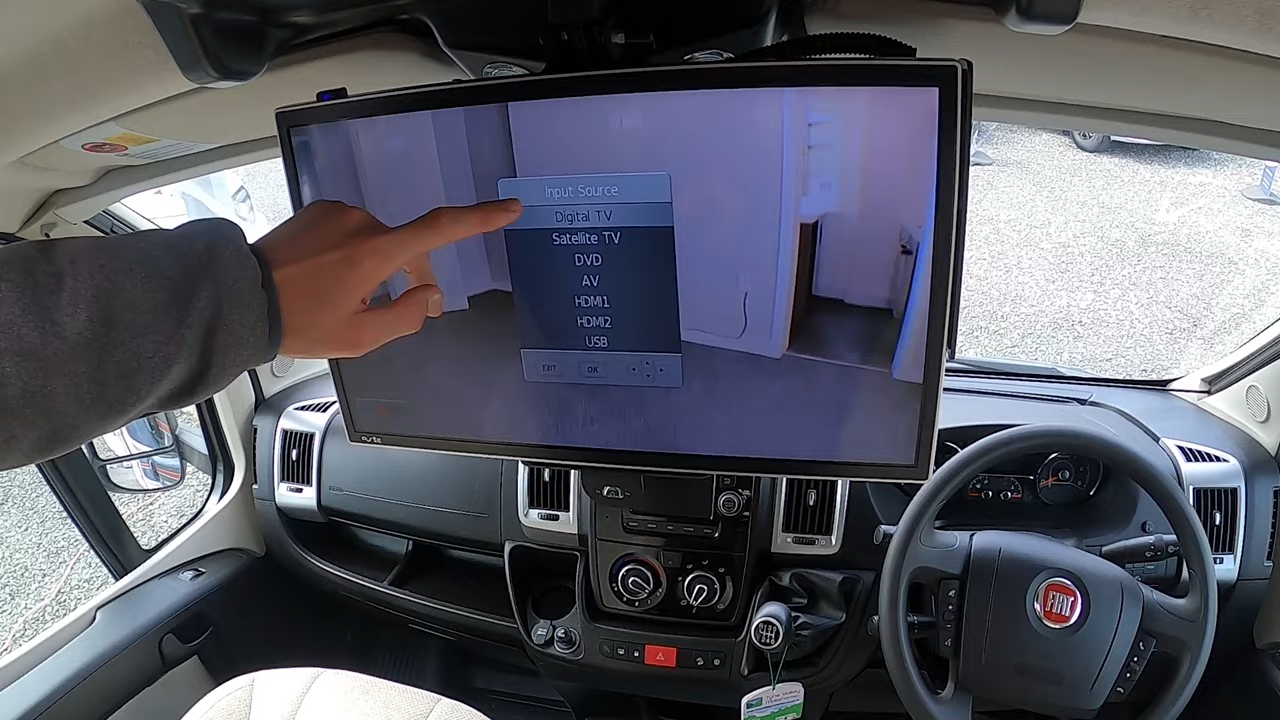 Input Source
Digital TV
Satellite TV
DVD
AV
HDMI1
HDMI2
USB
EXIT
OK
FIAT